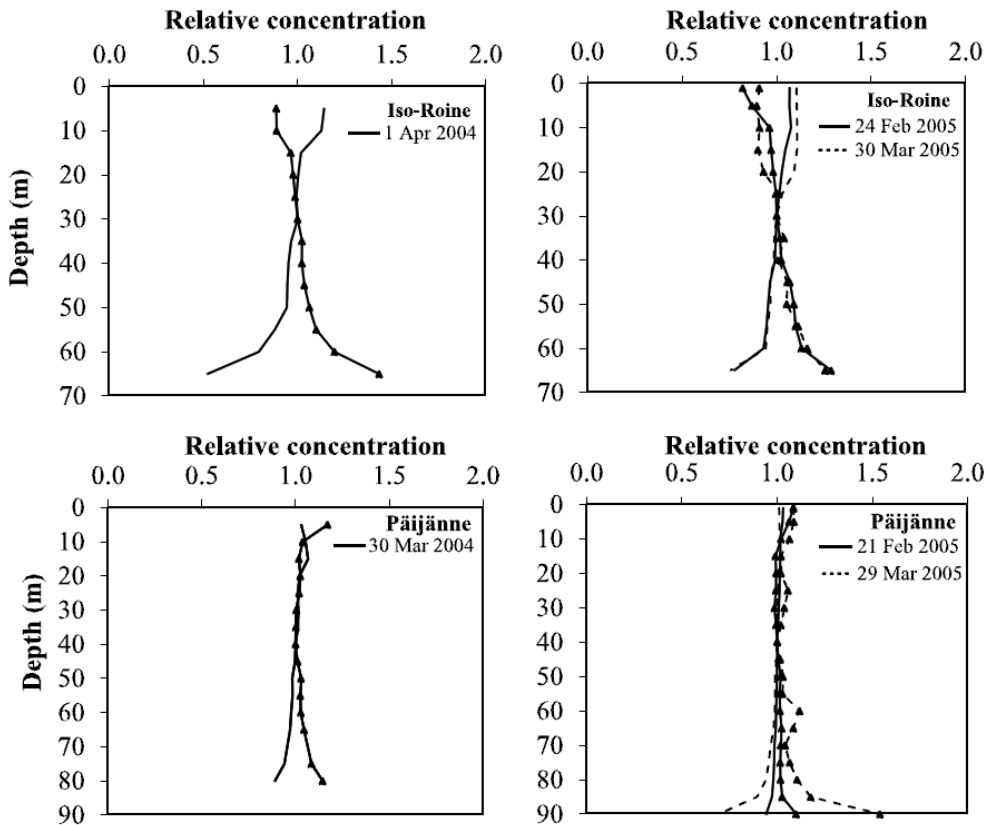 Relative concentration
0.0 0.5 1.0 1.5 2.0
0
10
20
30
40
50
60
70
Depth (m)
Iso-Roine
1 Apr 2004
Relative concentration
0.0 0.5 1.0 1.5 2.0
0
10
20
30
40
50
60
70
Iso-Roine
24 Feb 2005
30 Mar 2005
Relative concentration
0.0 0.5 1.0 1.5 2.0
0
10
20
30
40
50
60
70
80
90
Depth (m)
Päijänne
30 Mar 2004
Relative concentration
0.0 0.5 1.0 1.5 2.0
0
10
20
30
40
50
60
70
80
90
Päijänne
21 Feb 2005
29 Mar 2005